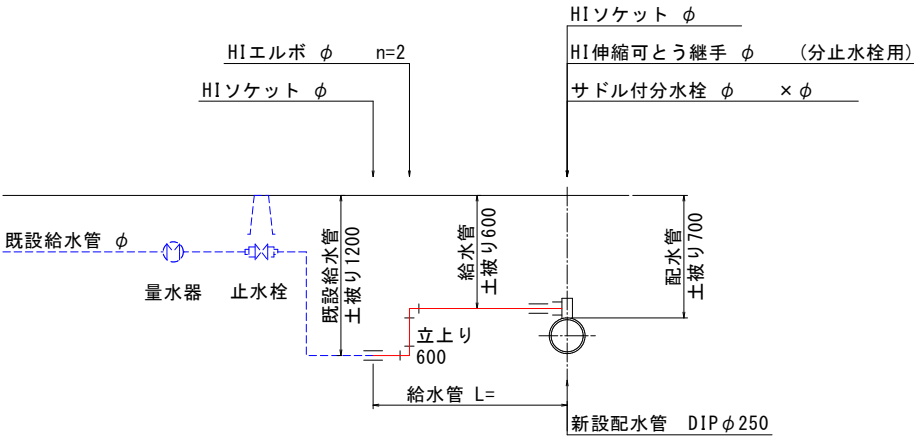 HIソケット φ
HIエルボ φ n=2
HI伸縮可とう継手 φ (分止水栓用)
HIソケット φ
サドル付分水栓 φ ×φ
既設給水管 φ
量水器
止水栓
既設給水管
土被り1200
給水管
土被り600
配水管
土被り700
立上り
600
給水管 L=
新設配水管 DIPφ250